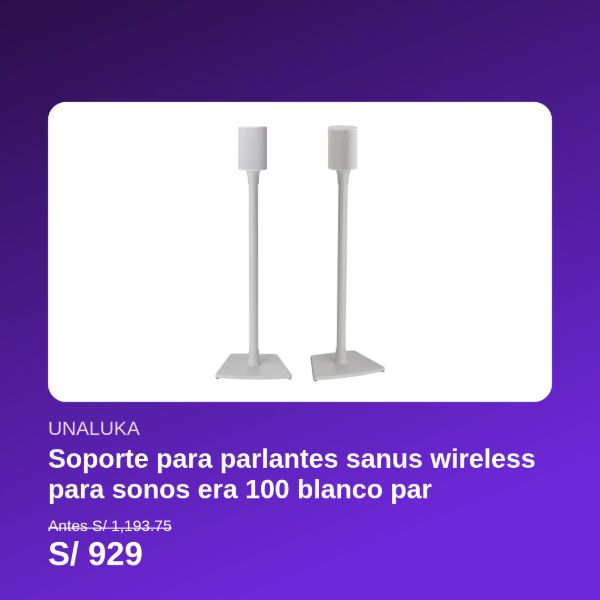 UNALUKA
Soporte para parlantes sanus wireless
para sonos era 100 blanco par
Antes S/ 1,193.75
S/ 929